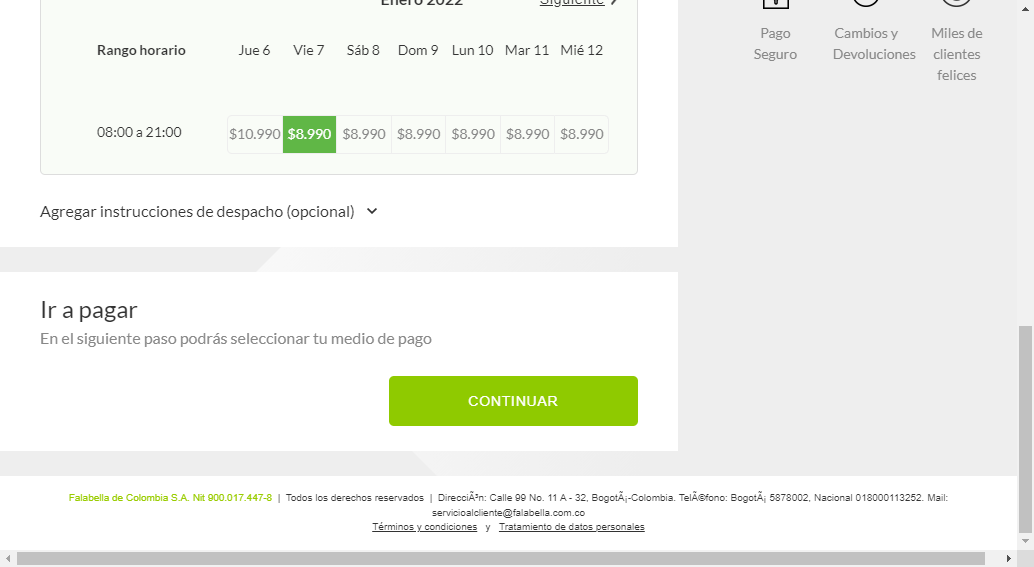 Enero 2022
Siguiente
Rango horario Jue 6 Vie 7 Sáb 8 Dom 9 Lun 10 Mar 11 Mié 12
08:00 a 21:00 $10.990 $8.990 $8.990 $8.990 $8.990 $8.990 $8.990
Agregar instrucciones de despacho (opcional)
Pago
Seguro
Cambios y
Devoluciones
Miles de
clientes
felices
Ir a pagar
En el siguiente paso podrás seleccionar tu medio de pago
CONTINUAR
Falabella de Colombia S.A. Nit 900.017.447-8 | Todos los derechos reservados | DirecciÃ³n: Calle 99 No. 11 A - 32, BogotÃ¡-Colombia. TelÃ©fono: BogotÃ¡ 5878002, Nacional 018000113252. Mail:
servicioalcliente@falabella.com.co
Términos y condiciones y Tratamiento de datos personales